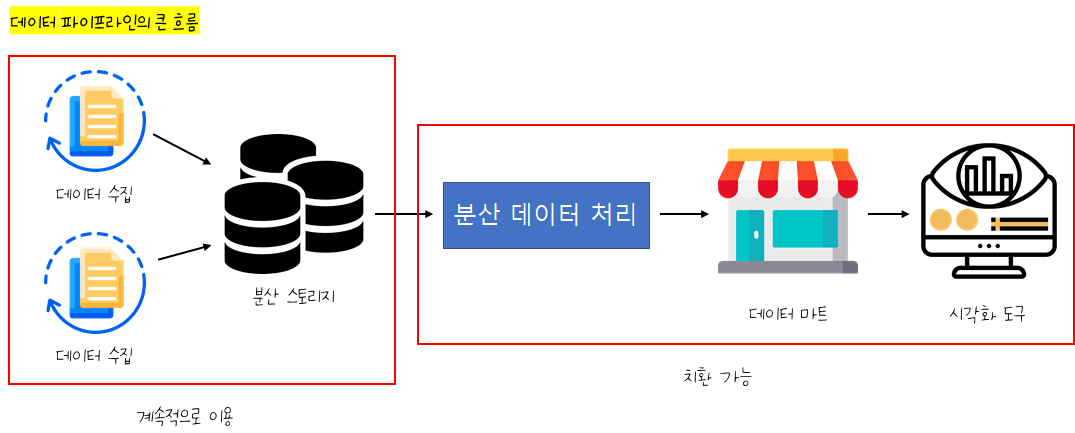 데이터 파이프라인의 큰 흐름
데이터 수집
데이터 수집
분산 스토리지
계속적으로 이용
분산 데이터 처리
데이터 마트
시각화 도구
치환 가능